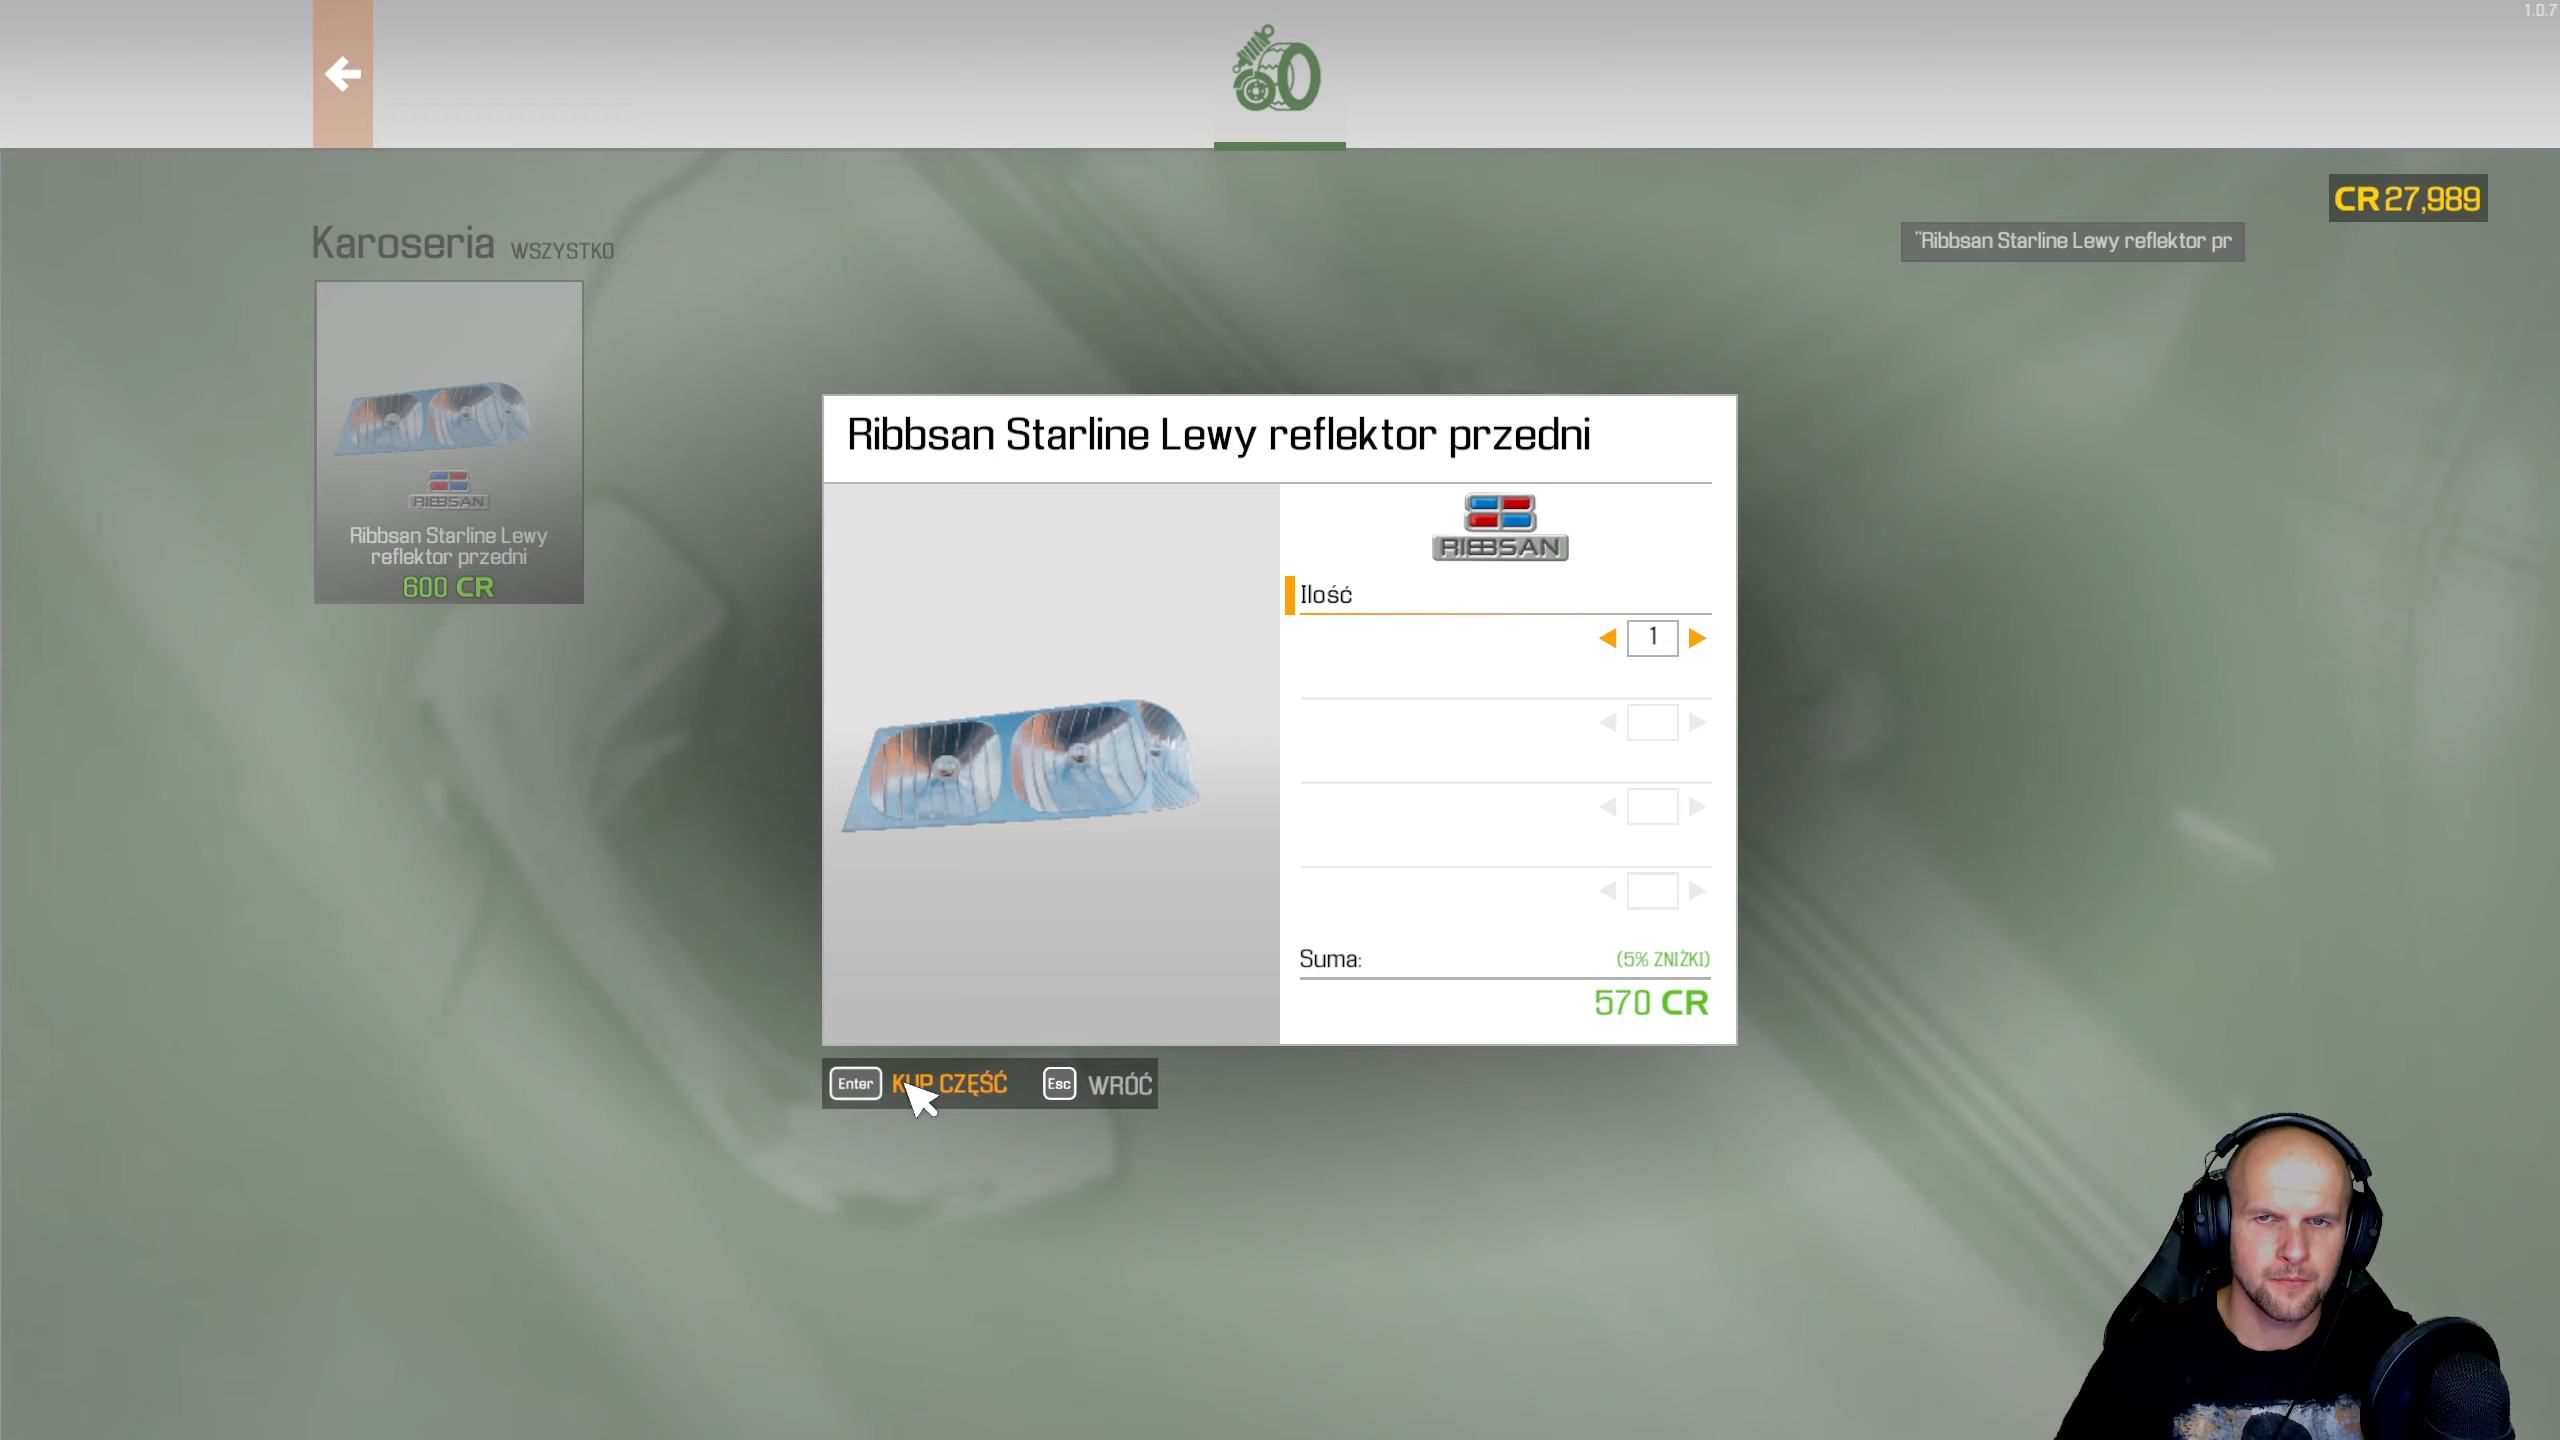 1.0.7
CR 27,989
"Ribbsan Starline Lewy reflektor pr
Karoseria WSZYSTKO
RIBBSAN
Ribbsan Starline Lewy
reflektor przedni
600 CR
Ribbsan Starline Lewy reflektor przedni
RIBBSAN
Ilość
1
Suma: (5% ZNIŻKI)
570 CR
Enter KUP CZĘŚĆ Esc WRÓĆ